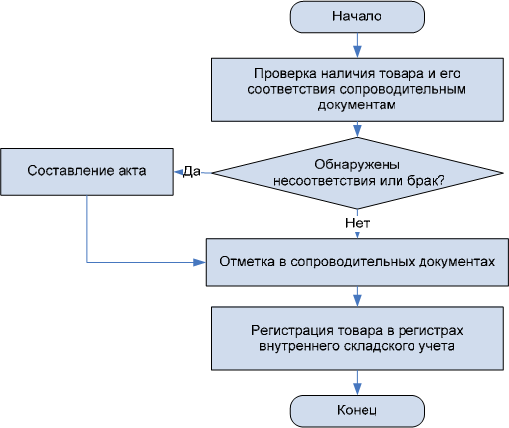 Начало
Проверка наличия товара и его
соответствия сопроводительным
документам
Обнаружены
несоответствия или брак?
Да
Составление акта
Нет
Отметка в сопроводительных документах
Регистрация товара в регистрах
внутреннего складского учета
Конец